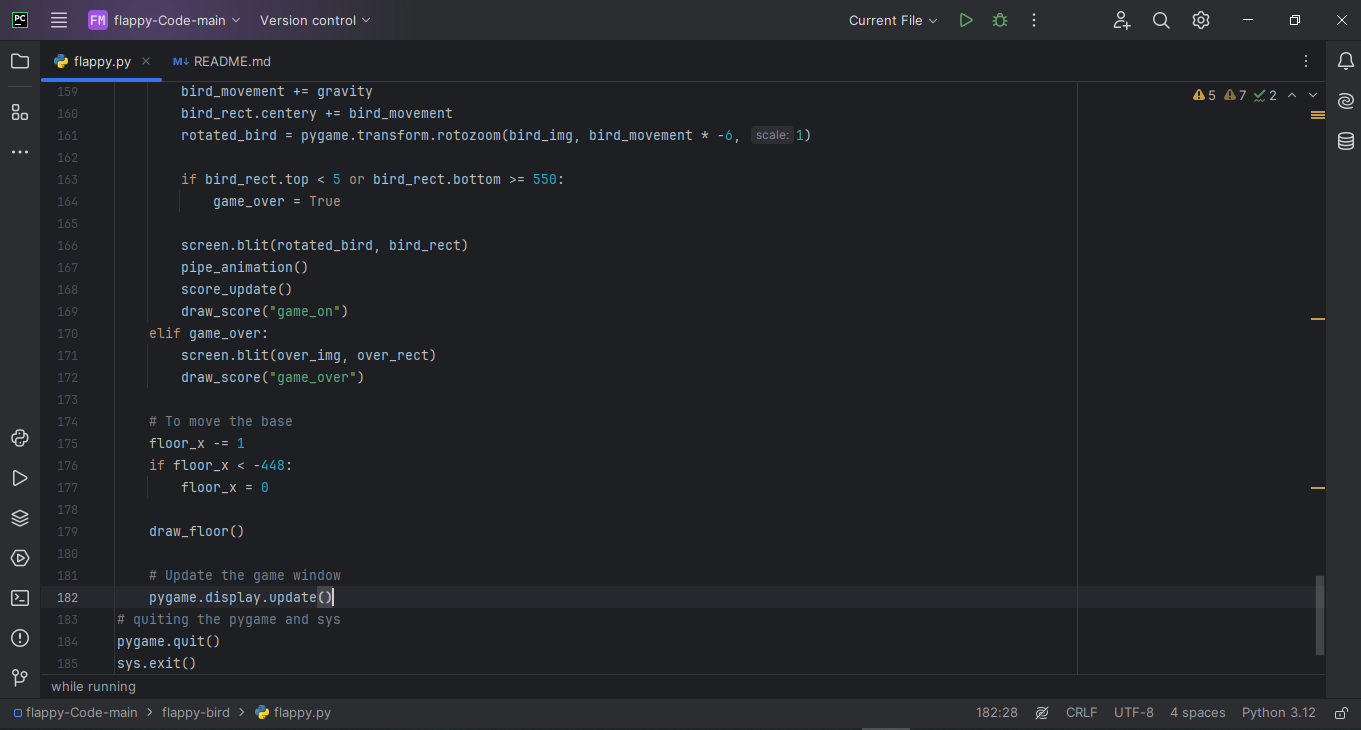 PC FM flappy-Code-main Version control Current File
flappy.py M↓ README.md
159 bird_movement += gravity 5 7 2
160 bird_rect.centery += bird_movement
161 rotated_bird = pygame.transform.rotozoom(bird_img, bird_movement * -6, scale: 1)
162
163 if bird_rect.top < 5 or bird_rect.bottom >= 550:
164 game_over = True
165
166 screen.blit(rotated_bird, bird_rect)
167 pipe_animation()
168 score_update()
169 draw_score("game_on")
170 elif game_over:
171 screen.blit(over_img, over_rect)
172 draw_score("game_over")
173
174 # To move the base
175 floor_x -= 1
176 if floor_x < -448:
177 floor_x = 0
178
179 draw_floor()
180
181 # Update the game window
182 pygame.display.update()
183 # quiting the pygame and sys
184 pygame.quit()
185 sys.exit()
while running
flappy-Code-main > flappy-bird > flappy.py 182:28 CRLF UTF-8 4 spaces Python 3.12